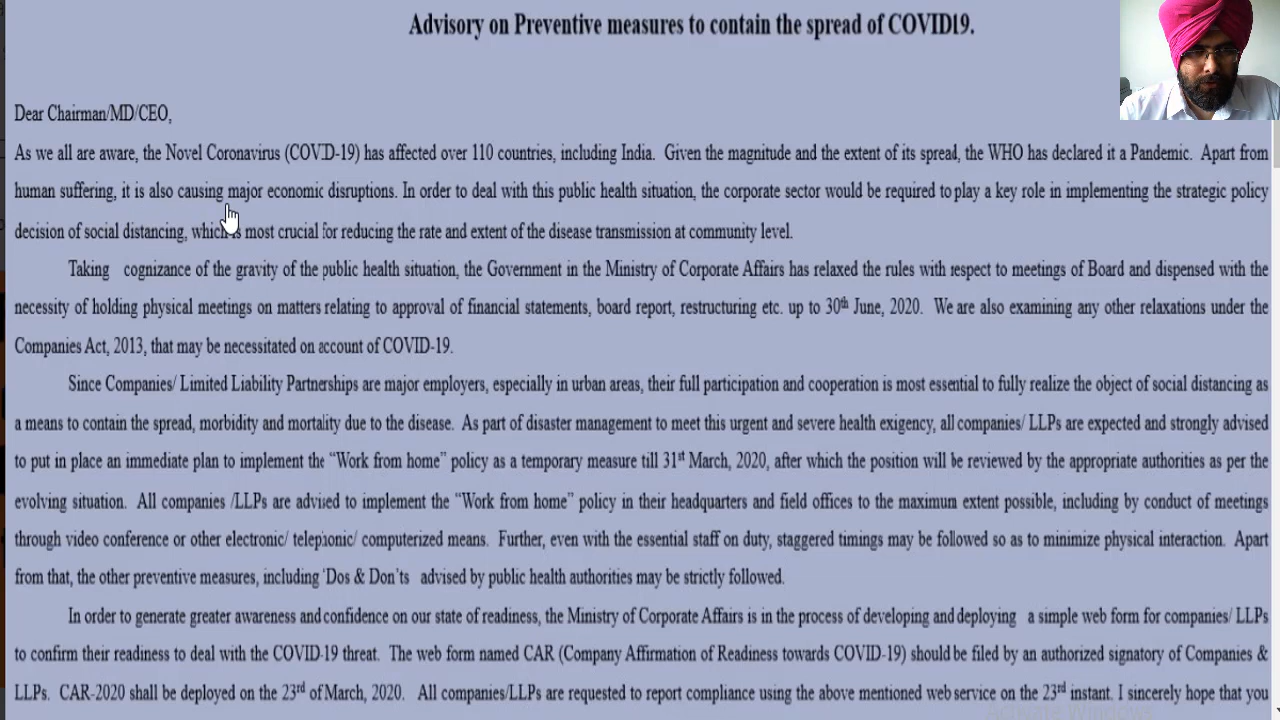 Advisory on Preventive measures to contain the spread of COVID19.
Dear Chairman/MD/CEO,
As we all are aware, the Novel Coronavirus (COVID-19) has affected over 110 countries, including India. Given the magnitude and the extent of its spread, the WHO has declared it a Pandemic. Apart from
human suffering, it is also causing major economic disruptions. In order to deal with this public health situation, the corporate sector would be required to play a key role in implementing the strategic policy
decision of social distancing, which is most crucial for reducing the rate and extent of the disease transmission at community level.
Taking cognizance of the gravity of the public health situation, the Government in the Ministry of Corporate Affairs has relaxed the rules with respect to meetings of Board and dispensed with the
necessity of holding physical meetings on matters relating to approval of financial statements, board report, restructuring etc. up to 30th June, 2020. We are also examining any other relaxations under the
Companies Act, 2013, that may be necessitated on account of COVID-19.
Since Companies/ Limited Liability Partnerships are major employers, especially in urban areas, their full participation and cooperation is most essential to fully realize the object of social distancing as
a means to contain the spread, morbidity and mortality due to the disease. As part of disaster management to meet this urgent and severe health exigency, all companies/ LLPs are expected and strongly advised
to put in place an immediate plan to implement the “Work from home” policy as a temporary measure till 31st March, 2020, after which the position will be reviewed by the appropriate authorities as per the
evolving situation. All companies /LLPs are advised to implement the “Work from home” policy in their headquarters and field offices to the maximum extent possible, including by conduct of meetings
through video conference or other electronic/ telephonic/ computerized means. Further, even with the essential staff on duty, staggered timings may be followed so as to minimize physical interaction. Apart
from that, the other preventive measures, including 'Dos & Don'ts advised by public health authorities may be strictly followed.
In order to generate greater awareness and confidence on our state of readiness, the Ministry of Corporate Affairs is in the process of developing and deploying a simple web form for companies/ LLPs
to confirm their readiness to deal with the COVID-19 threat. The web form named CAR (Company Affirmation of Readiness towards COVID-19) should be filed by an authorized signatory of Companies &
LLPs. CAR-2020 shall be deployed on the 23rd of March, 2020. All companies/LLPs are requested to report compliance using the above mentioned web service on the 23rd instant. I sincerely hope that you
Activate Windows